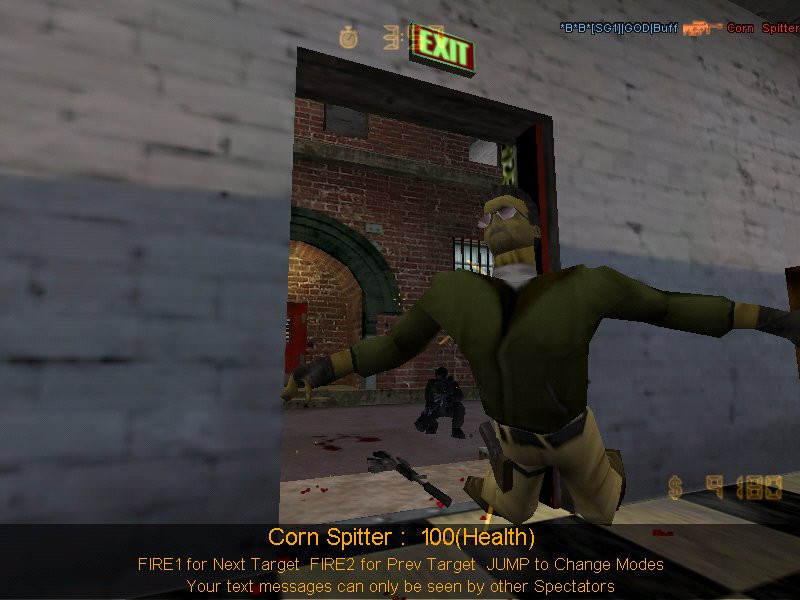 *B*B*[SG1]|GOD|Buff Corn Spitter
EXIT
Corn Spitter : 100(Health)
FIRE1 for Next Target FIRE2 for Prev Target JUMP to Change Modes
Your text messages can only be seen by other Spectators
$ 9180